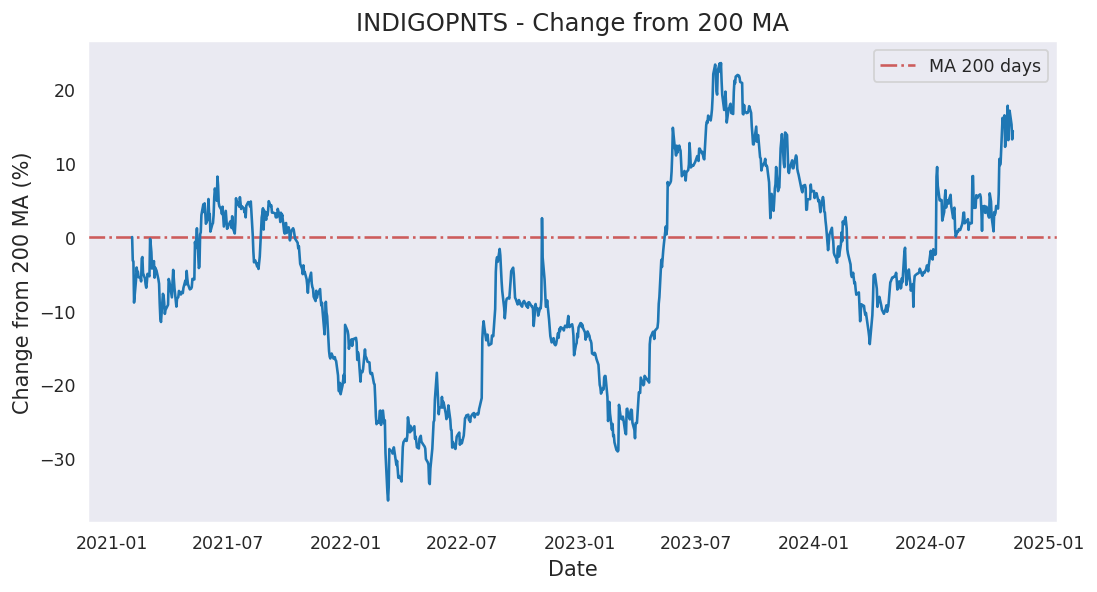 INDIGOPNTS - Change from 200 MA
MA 200 days
Change from 200 MA (%)
20
10
0
−10
−20
−30
2021-01 2021-07 2022-01 2022-07 2023-01 2023-07 2024-01 2024-07 2025-01
Date